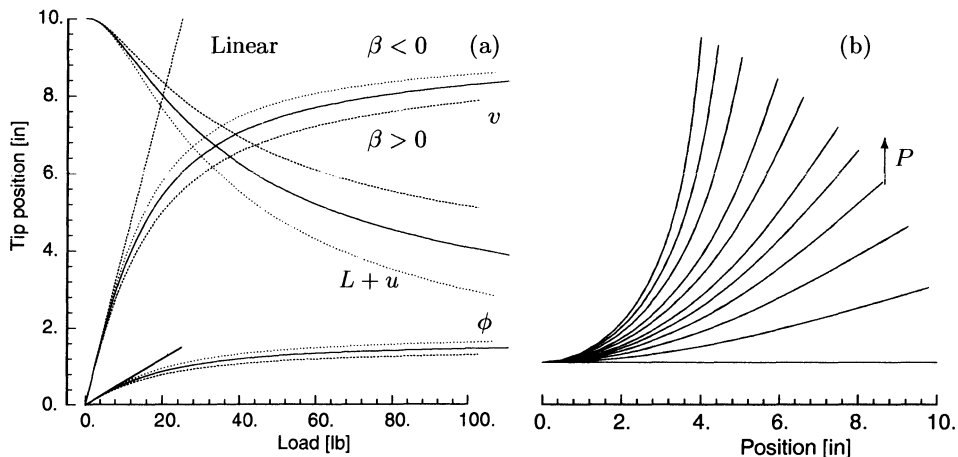 10.
8.
6.
4.
2.
0.
Tip position [in]
Linear
β < 0
(a)
β > 0
v
L + u
ϕ
0. 20. 40. 60. 80. 100.
Load [lb]
(b)
P
0. 2. 4. 6. 8. 10.
Position [in]